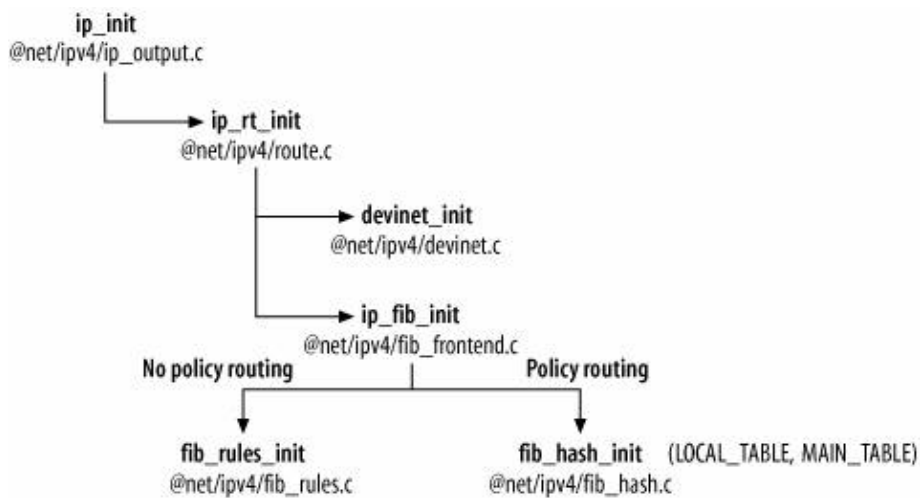 ip_init
@net/ipv4/ip_output.c
ip_rt_init
@net/ipv4/route.c
devinet_init
@net/ipv4/devinet.c
ip_fib_init
@net/ipv4/fib_frontend.c
No policy routing
Policy routing
fib_rules_init
@net/ipv4/fib_rules.c
fib_hash_init (LOCAL_TABLE, MAIN_TABLE)
@net/ipv4/fib_hash.c